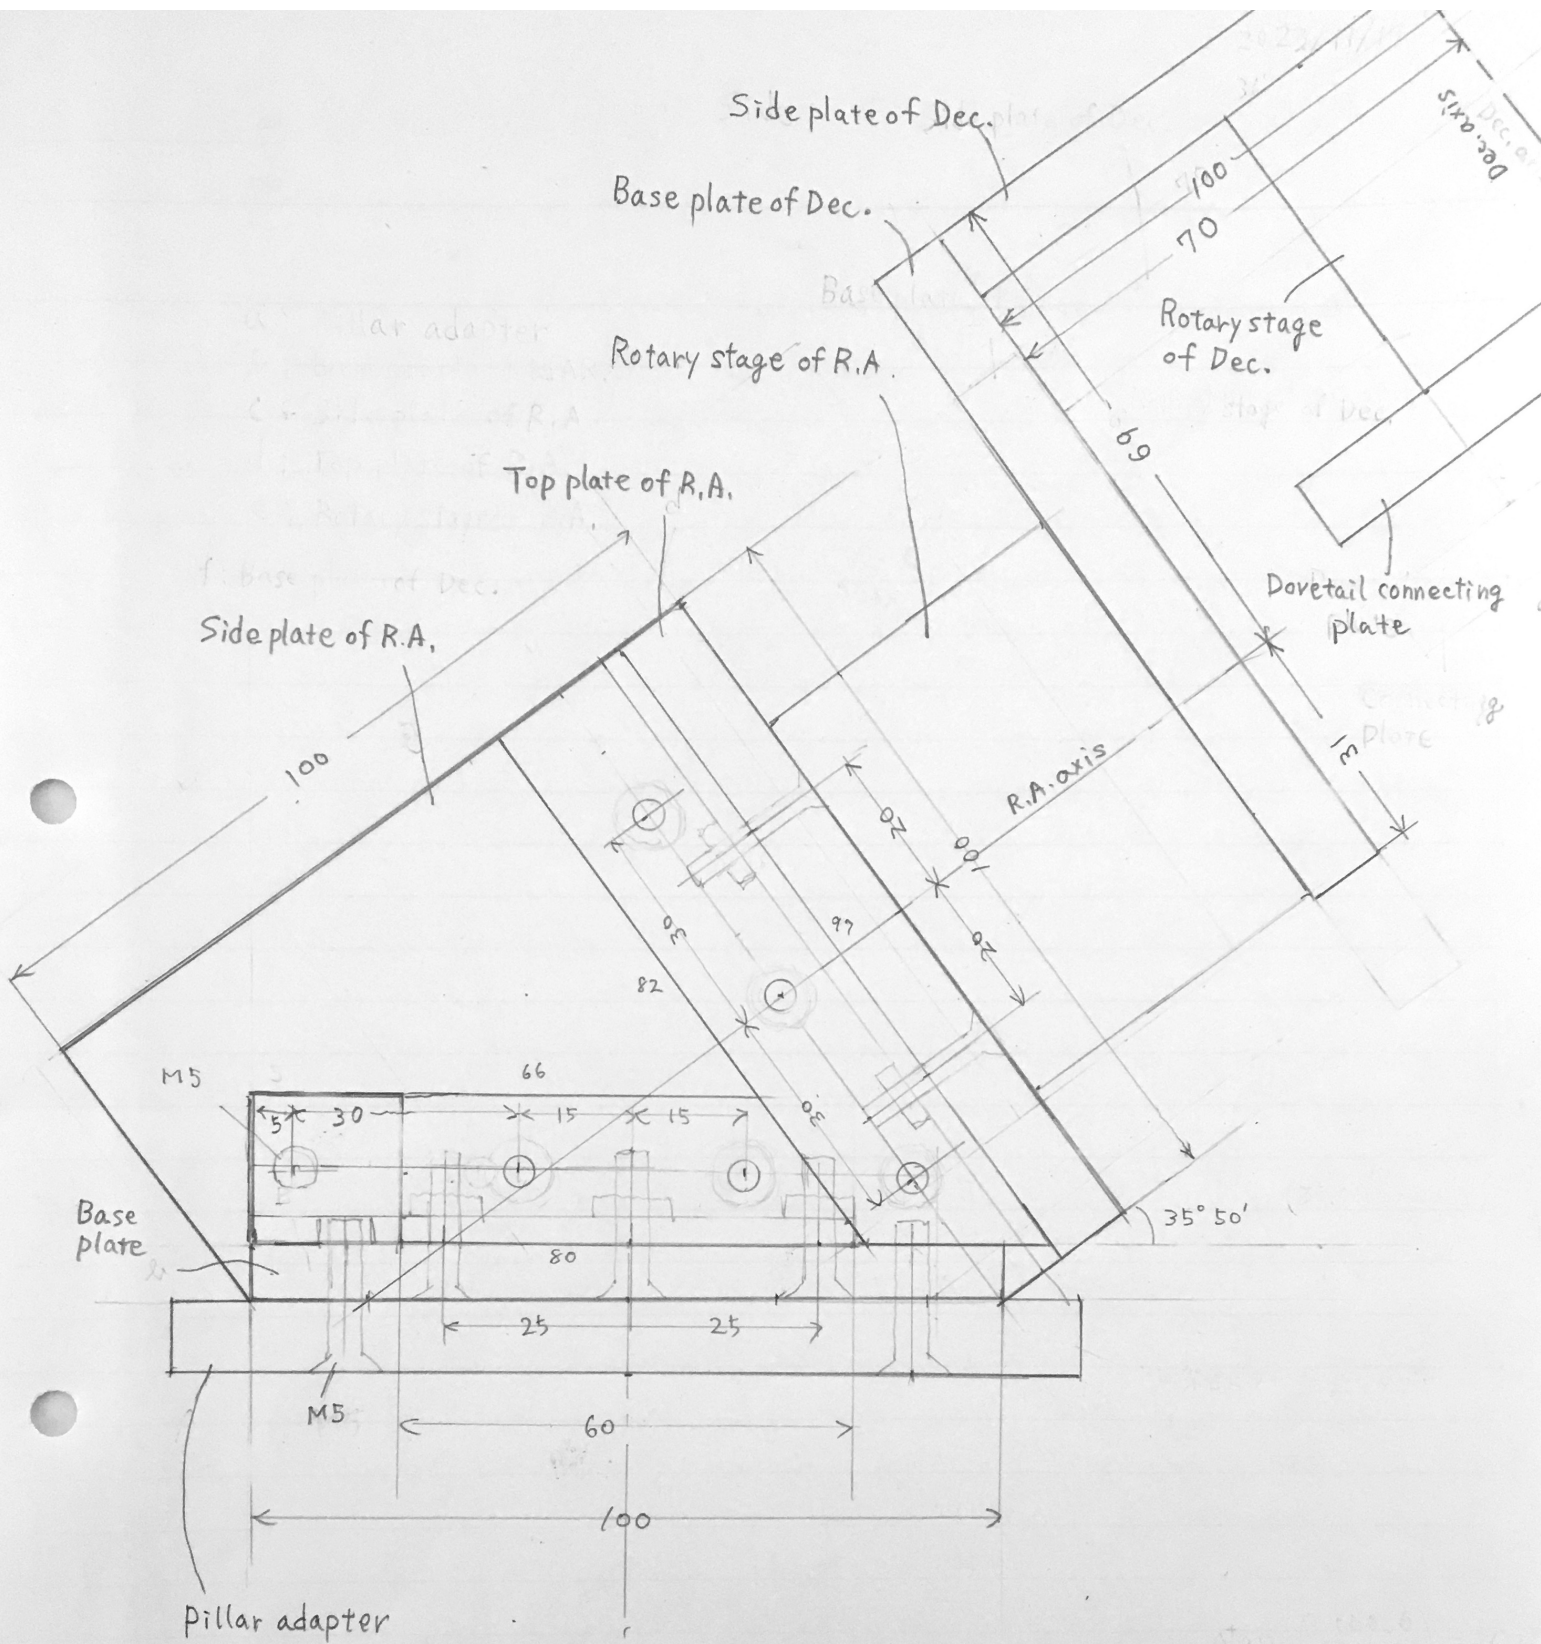 Side plate of Dec.
Base plate of Dec.
Rotary stage of R.A.
Top plate of R.A.
Side plate of R.A.
Dec. axis
100
70
Rotary stage
of Dec.
69
Dovetail connecting
plate
31
R.A. axis
100
20
100
20
97
30
82
30
M5
66
5
30
15
15
Base
plate
80
35° 50'
25
25
M5
60
100
Pillar adapter